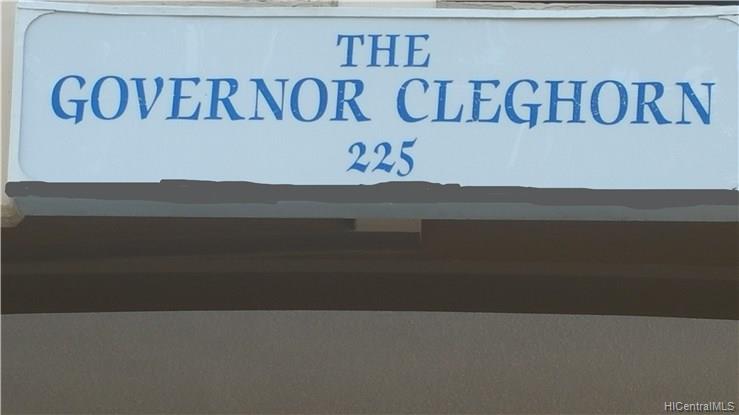 THE
GOVERNOR CLEGHORN
225
HICentralMLS